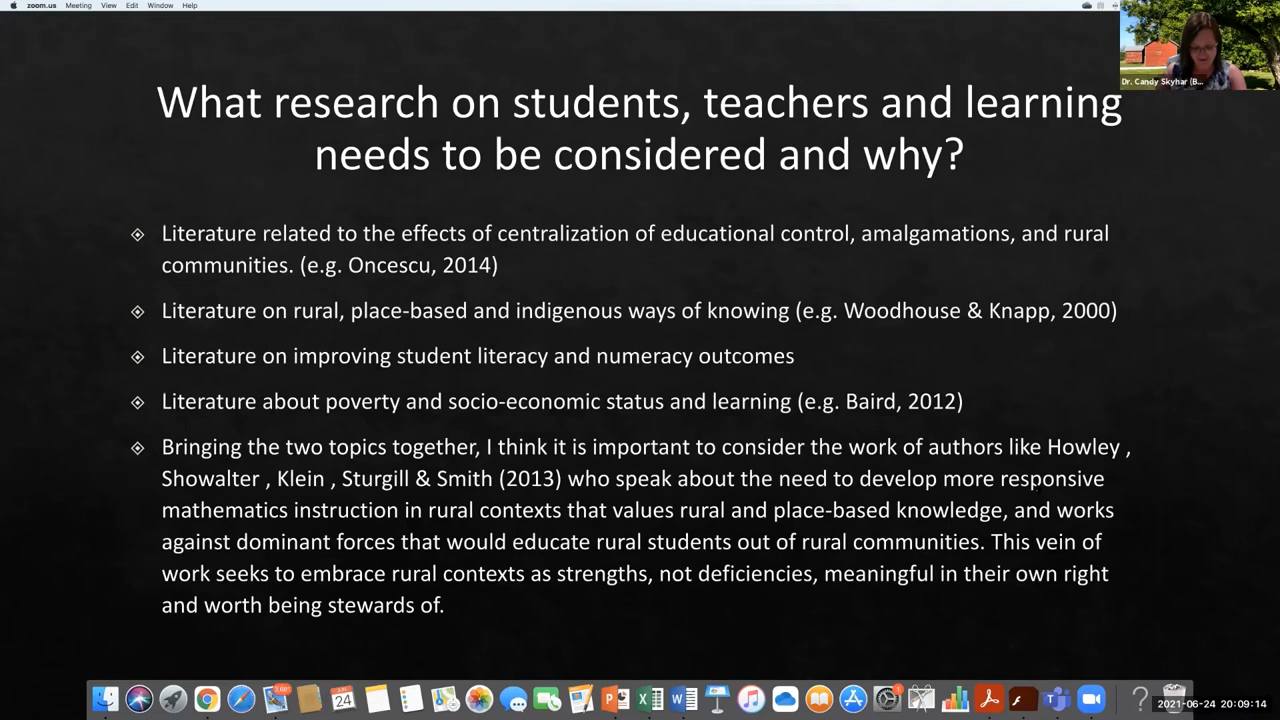 zoom.us Meeting View Edit Window Help
Dr. Candy Skyhar (B...
What research on students, teachers and learning
needs to be considered and why?
Literature related to the effects of centralization of educational control, amalgamations, and rural
communities. (e.g. Oncescu, 2014)
Literature on rural, place-based and indigenous ways of knowing (e.g. Woodhouse & Knapp, 2000)
Literature on improving student literacy and numeracy outcomes
Literature about poverty and socio-economic status and learning (e.g. Baird, 2012)
Bringing the two topics together, I think it is important to consider the work of authors like Howley ,
Showalter , Klein , Sturgill & Smith (2013) who speak about the need to develop more responsive
mathematics instruction in rural contexts that values rural and place-based knowledge, and works
against dominant forces that would educate rural students out of rural communities. This vein of
work seeks to embrace rural contexts as strengths, not deficiencies, meaningful in their own right
and worth being stewards of.
24
2021-06-24 20:09:14